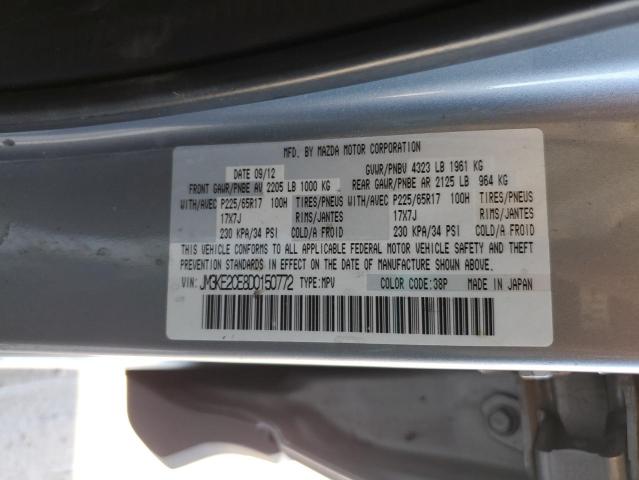 MFD. BY MAZDA MOTOR CORPORATION
DATE 09/12 GVWR/PNBV 4323 LB 1961 KG
FRONT GAWR/PNBE AV 2205 LB 1000 KG REAR GAWR/PNBE AR 2125 LB 964 KG
WITH/AVEC P225/65R17 100H TIRES/PNEUS WITH/AVEC P225/65R17 100H TIRES/PNEUS
17X7J RIMS/JANTES 17X7J RIMS/JANTES
230 KPA/34 PSI COLD/A FROID 230 KPA/34 PSI COLD/A FROID
THIS VEHICLE CONFORMS TO ALL APPLICABLE FEDERAL MOTOR VEHICLE SAFETY AND THEFT
PREVENTION STANDARDS IN EFFECT ON THE DATE OF MANUFACTURE SHOWN ABOVE.
VIN: JM3KE2CE8D0150772 TYPE:MPV COLOR CODE:38P MADE IN JAPAN